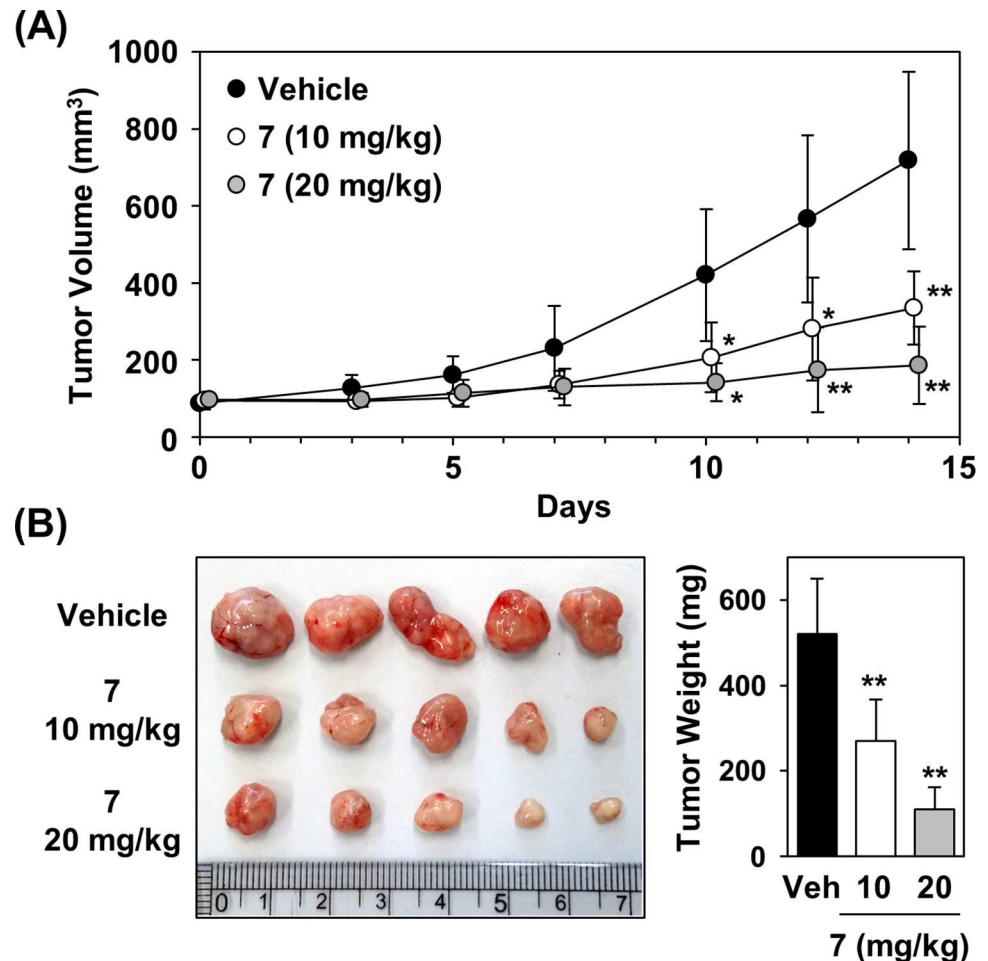 (A)
1000
800
600
400
200
0
Tumor Volume (mm³)
Vehicle
7 (10 mg/kg)
7 (20 mg/kg)
*
*
**
*
**
**
0 5 10 15
Days
(B)
Vehicle
7
10 mg/kg
7
20 mg/kg
0 1 2 3 4 5 6 7
Tumor Weight (mg)
600
400
200
0
**
**
Veh 10 20
7 (mg/kg)